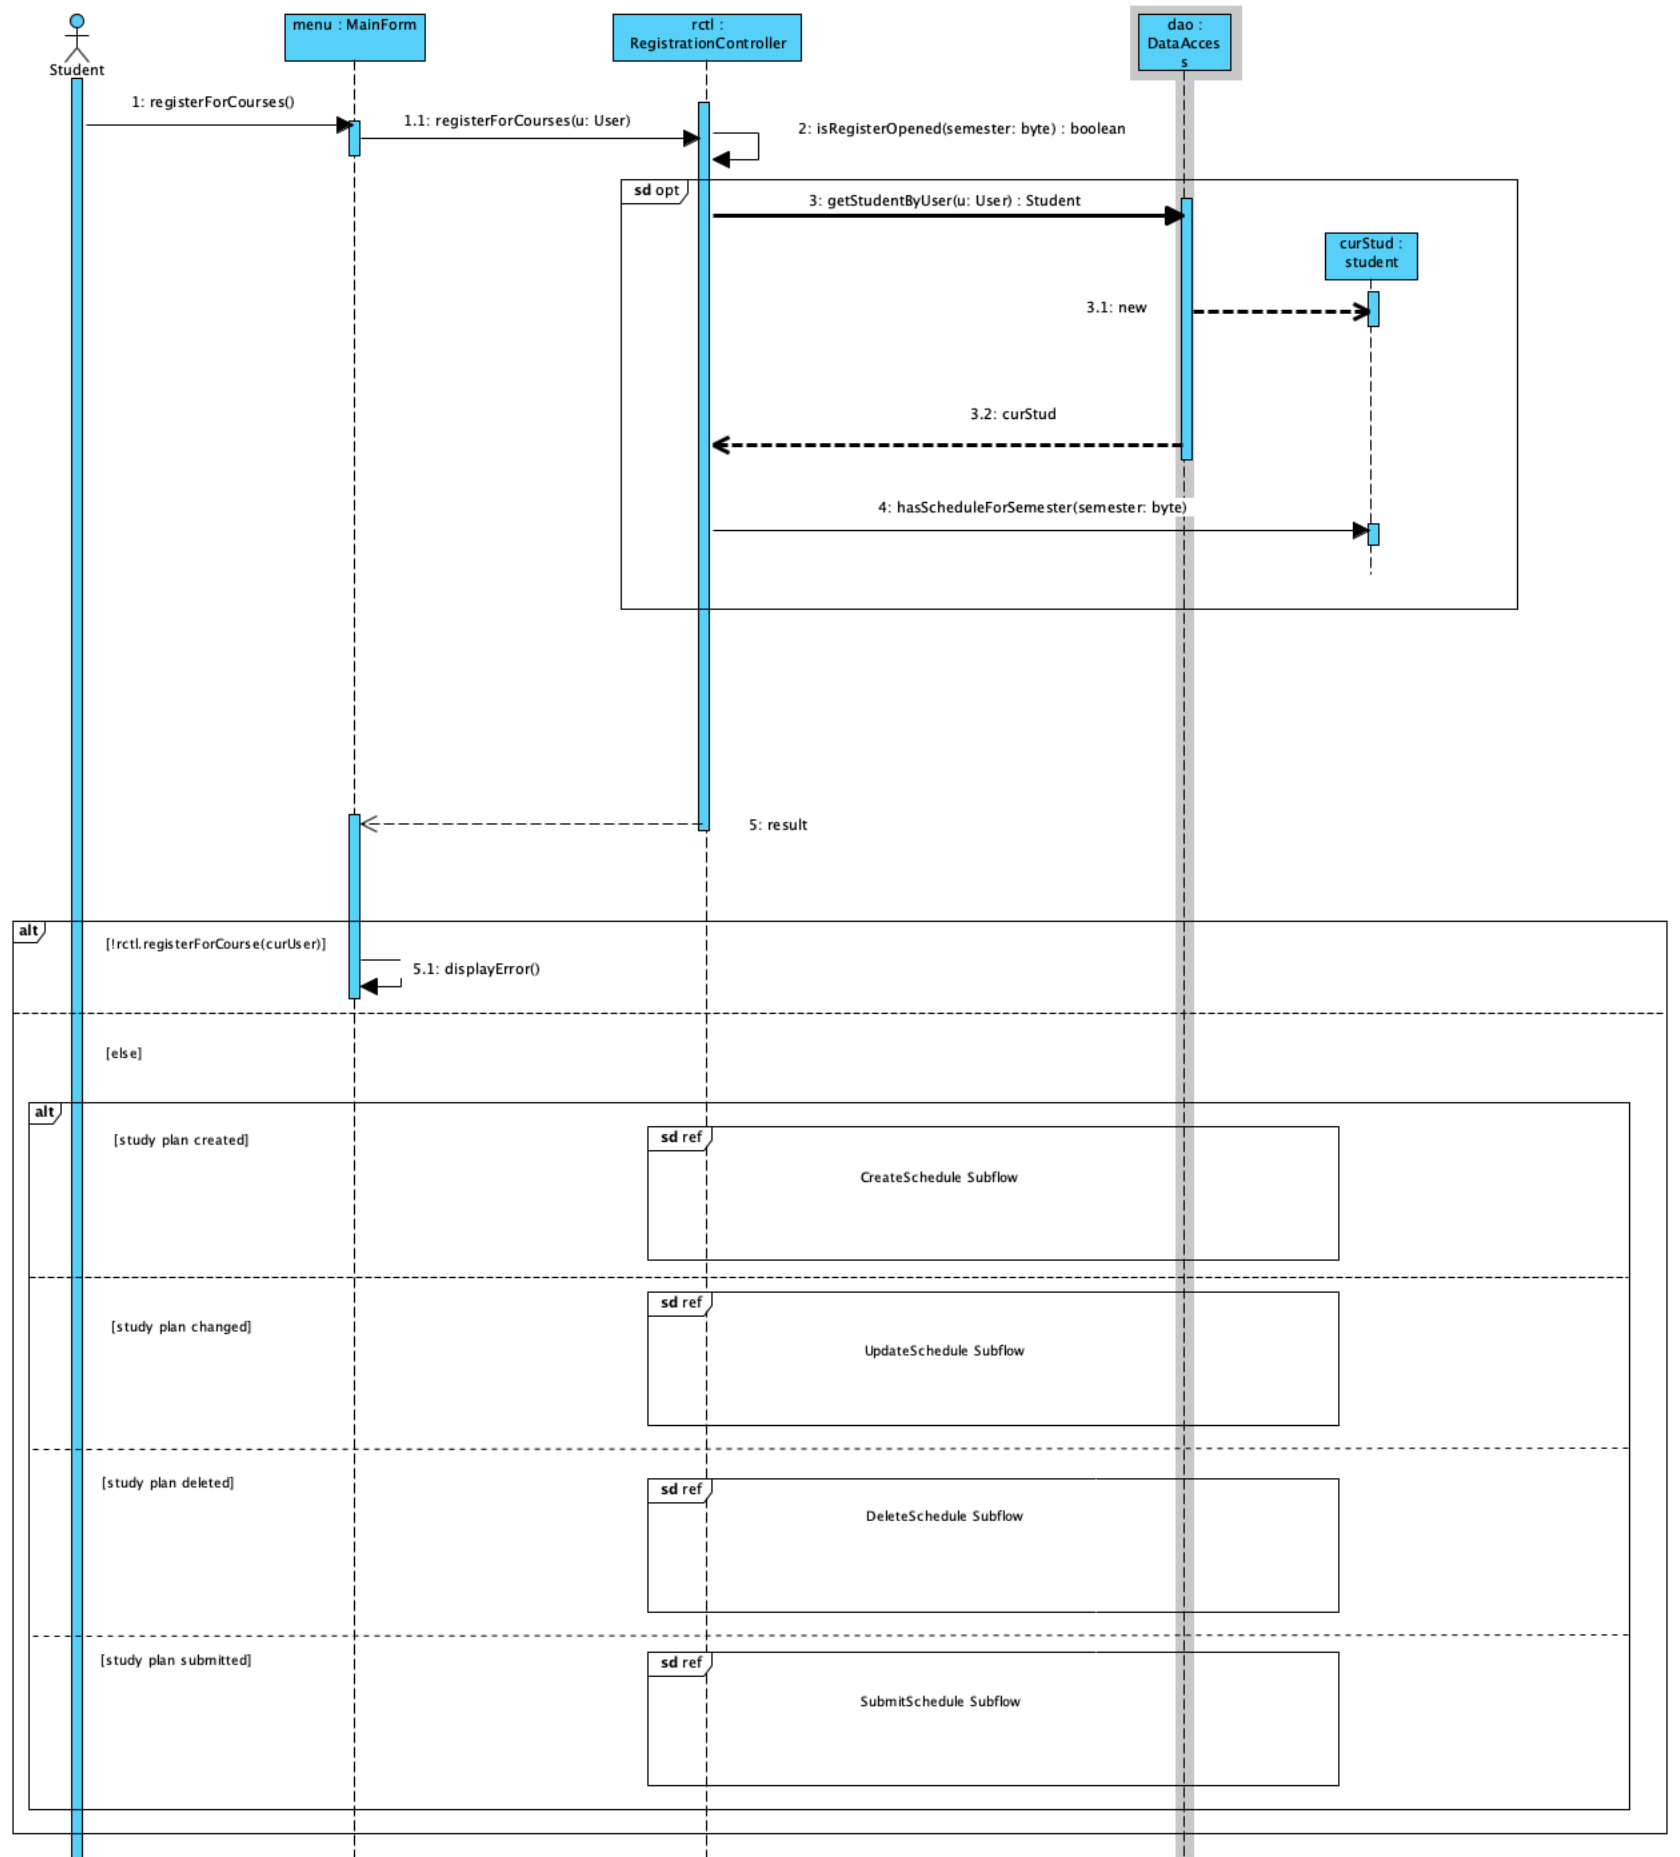 Student
menu : MainForm
rctl :
RegistrationController
dao :
DataAcces
s
1: registerForCourses()
1.1: registerForCourses(u: User)
2: isRegisterOpened(semester: byte) : boolean
sd opt
3: getStudentByUser(u: User) : Student
curStud :
student
3.1: new
3.2: curStud
4: hasScheduleForSemester(semester: byte)
5: result
alt
[!rctl.registerForCourse(curUser)]
5.1: displayError()
[else]
alt
[study plan created]
sd ref
CreateSchedule Subflow
[study plan changed]
sd ref
UpdateSchedule Subflow
[study plan deleted]
sd ref
DeleteSchedule Subflow
[study plan submitted]
sd ref
SubmitSchedule Subflow